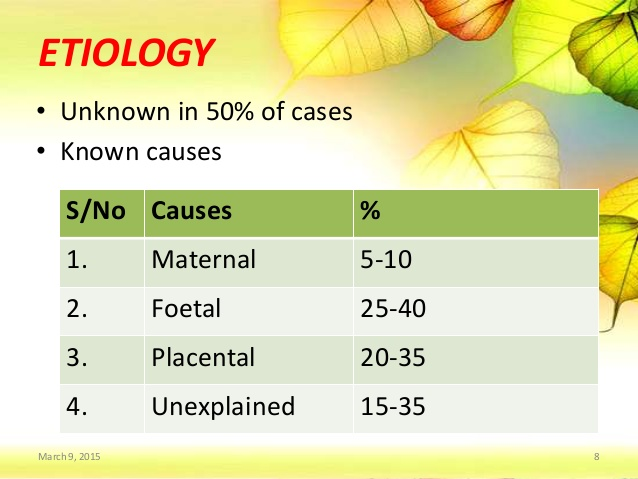 ETIOLOGY
• Unknown in 50% of cases
• Known causes
S/No Causes %
1. Maternal 5-10
2. Foetal 25-40
3. Placental 20-35
4. Unexplained 15-35
March 9, 2015 8